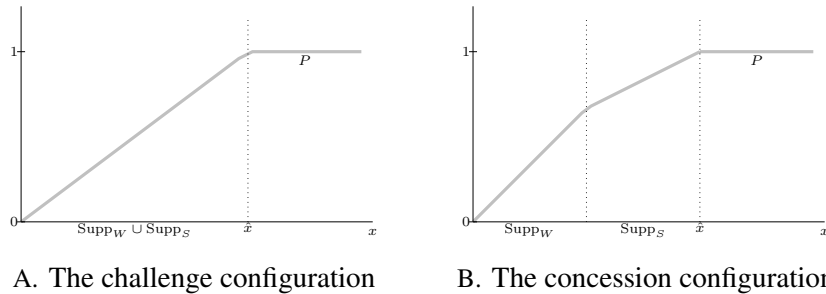 1
P
0
Supp_W ∪ Supp_S
x̂
x
A. The challenge configuration
1
P
0
Supp_W
Supp_S
x̂
x
B. The concession configuration